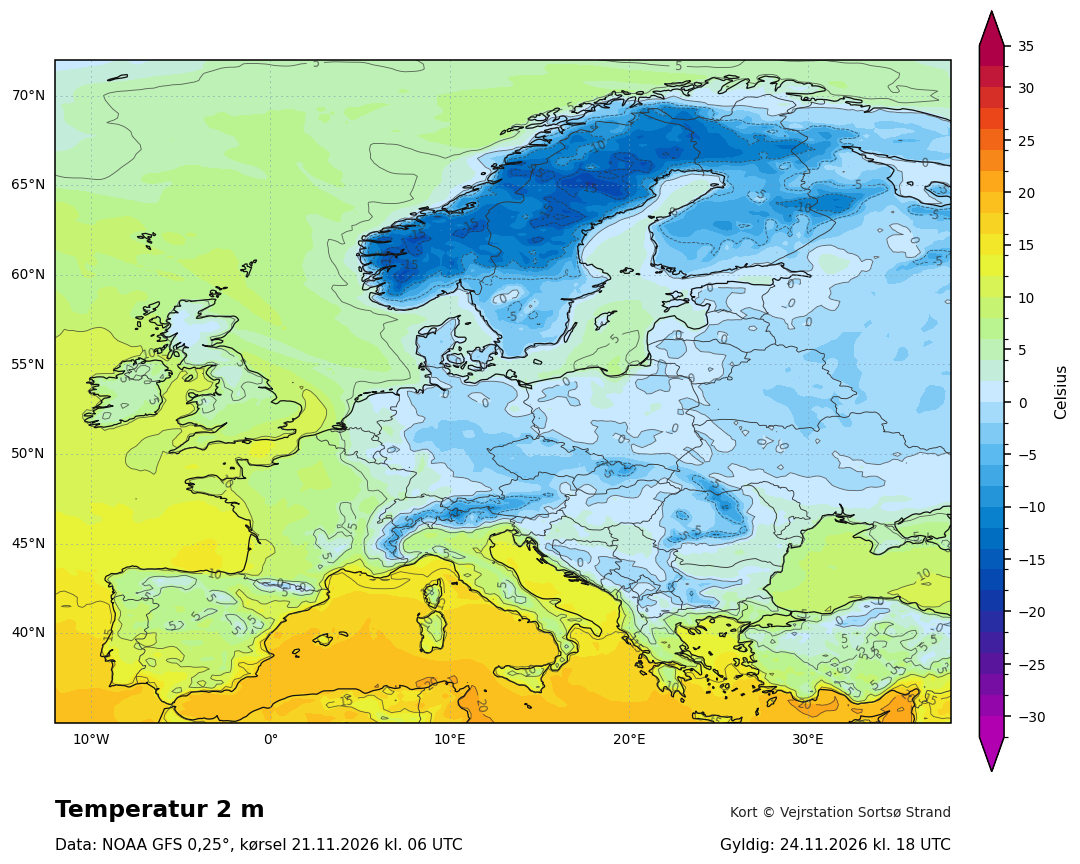 35
30
25
20
15
10
5
0
−5
−10
−15
−20
−25
−30
Celsius
70°N
65°N
60°N
55°N
50°N
45°N
40°N
10°W
0°
10°E
20°E
30°E
Temperatur 2 m
Kort © Vejrstation Sortsø Strand
Data: NOAA GFS 0,25°, kørsel 21.11.2026 kl. 06 UTC
Gyldig: 24.11.2026 kl. 18 UTC